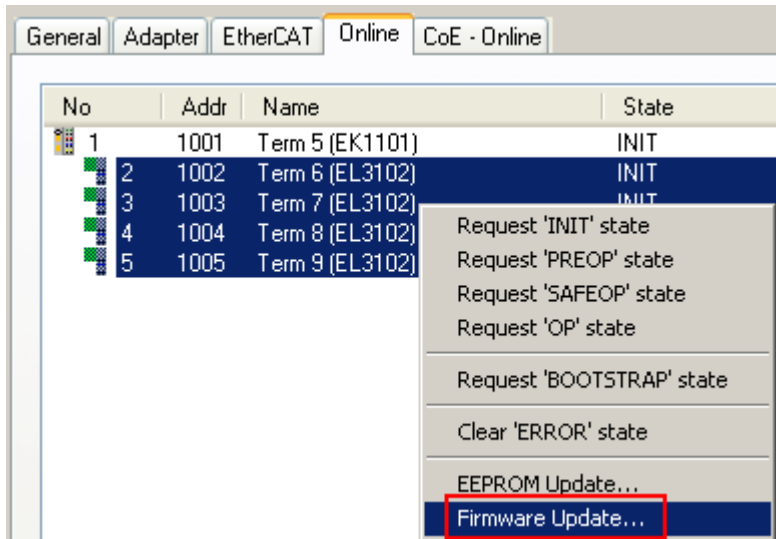 General Adapter EtherCAT Online CoE - Online
No Addr Name State
1 1001 Term 5 (EK1101) INIT
2 1002 Term 6 (EL3102) INIT
3 1003 Term 7 (EL3102) INIT
4 1004 Term 8 (EL3102)
5 1005 Term 9 (EL3102)
Request 'INIT' state
Request 'PREOP' state
Request 'SAFEOP' state
Request 'OP' state
Request 'BOOTSTRAP' state
Clear 'ERROR' state
EEPROM Update...
Firmware Update...